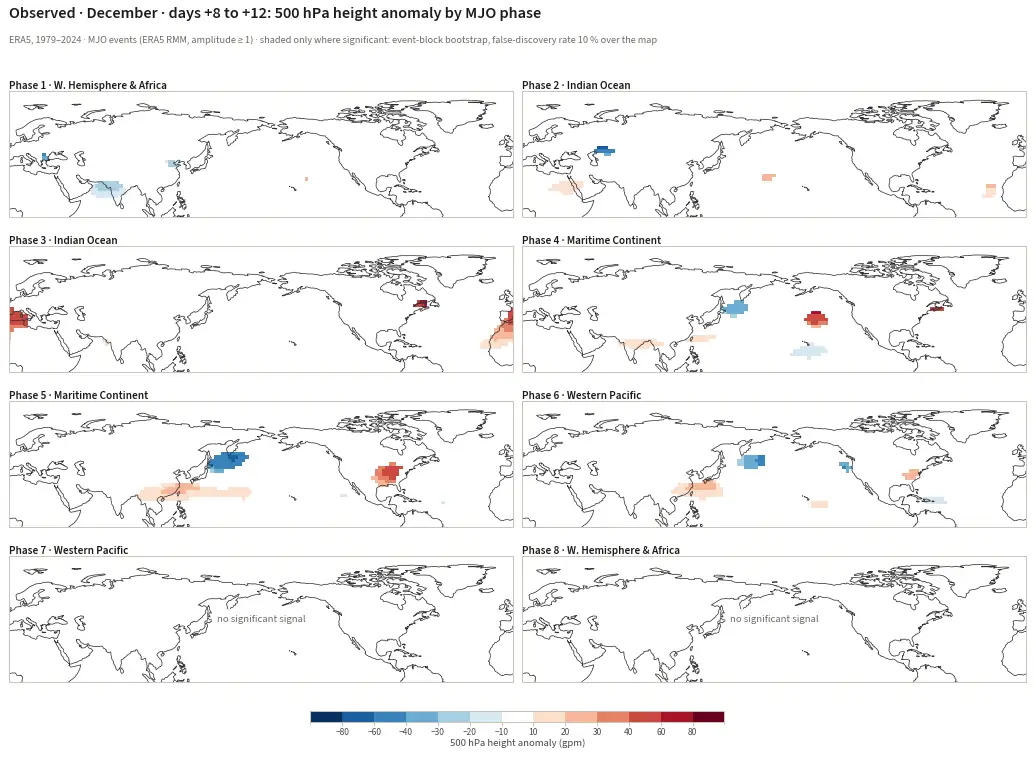 Observed · December · days +8 to +12: 500 hPa height anomaly by MJO phase
ERA5, 1979–2024 · MJO events (ERA5 RMM, amplitude ≥ 1) · shaded only where significant: event-block bootstrap, false-discovery rate 10 % over the map
Phase 1 · W. Hemisphere & Africa
Phase 2 · Indian Ocean
Phase 3 · Indian Ocean
Phase 4 · Maritime Continent
Phase 5 · Maritime Continent
Phase 6 · Western Pacific
Phase 7 · Western Pacific
Phase 8 · W. Hemisphere & Africa
no significant signal
no significant signal
−80 −60 −40 −30 −20 −10 10 20 30 40 60 80
500 hPa height anomaly (gpm)